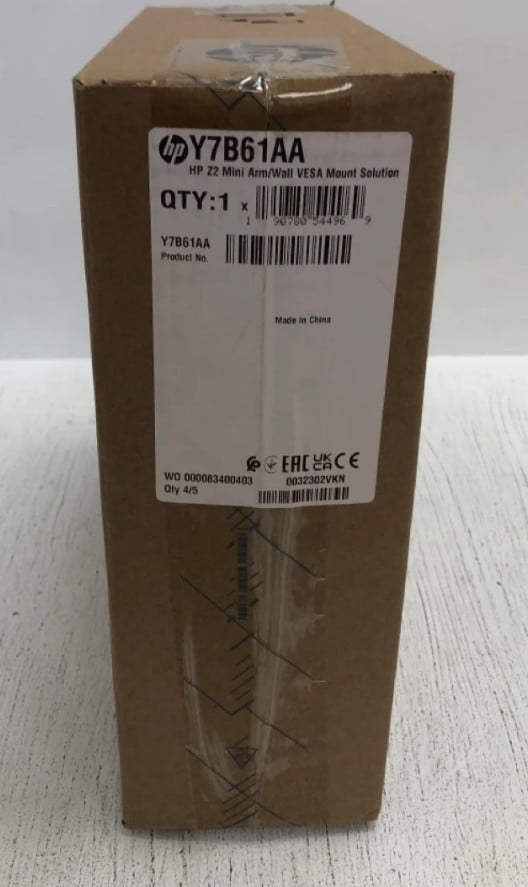 hp Y7B61AA
HP Z2 Mini Arm/Wall VESA Mount Solution
QTY:1 x
1 90780 54496 9
Y7B61AA
Product No.
Made in China
EAC UK CA CE
WO 000083400403
0032302VKN
Qty 4/5